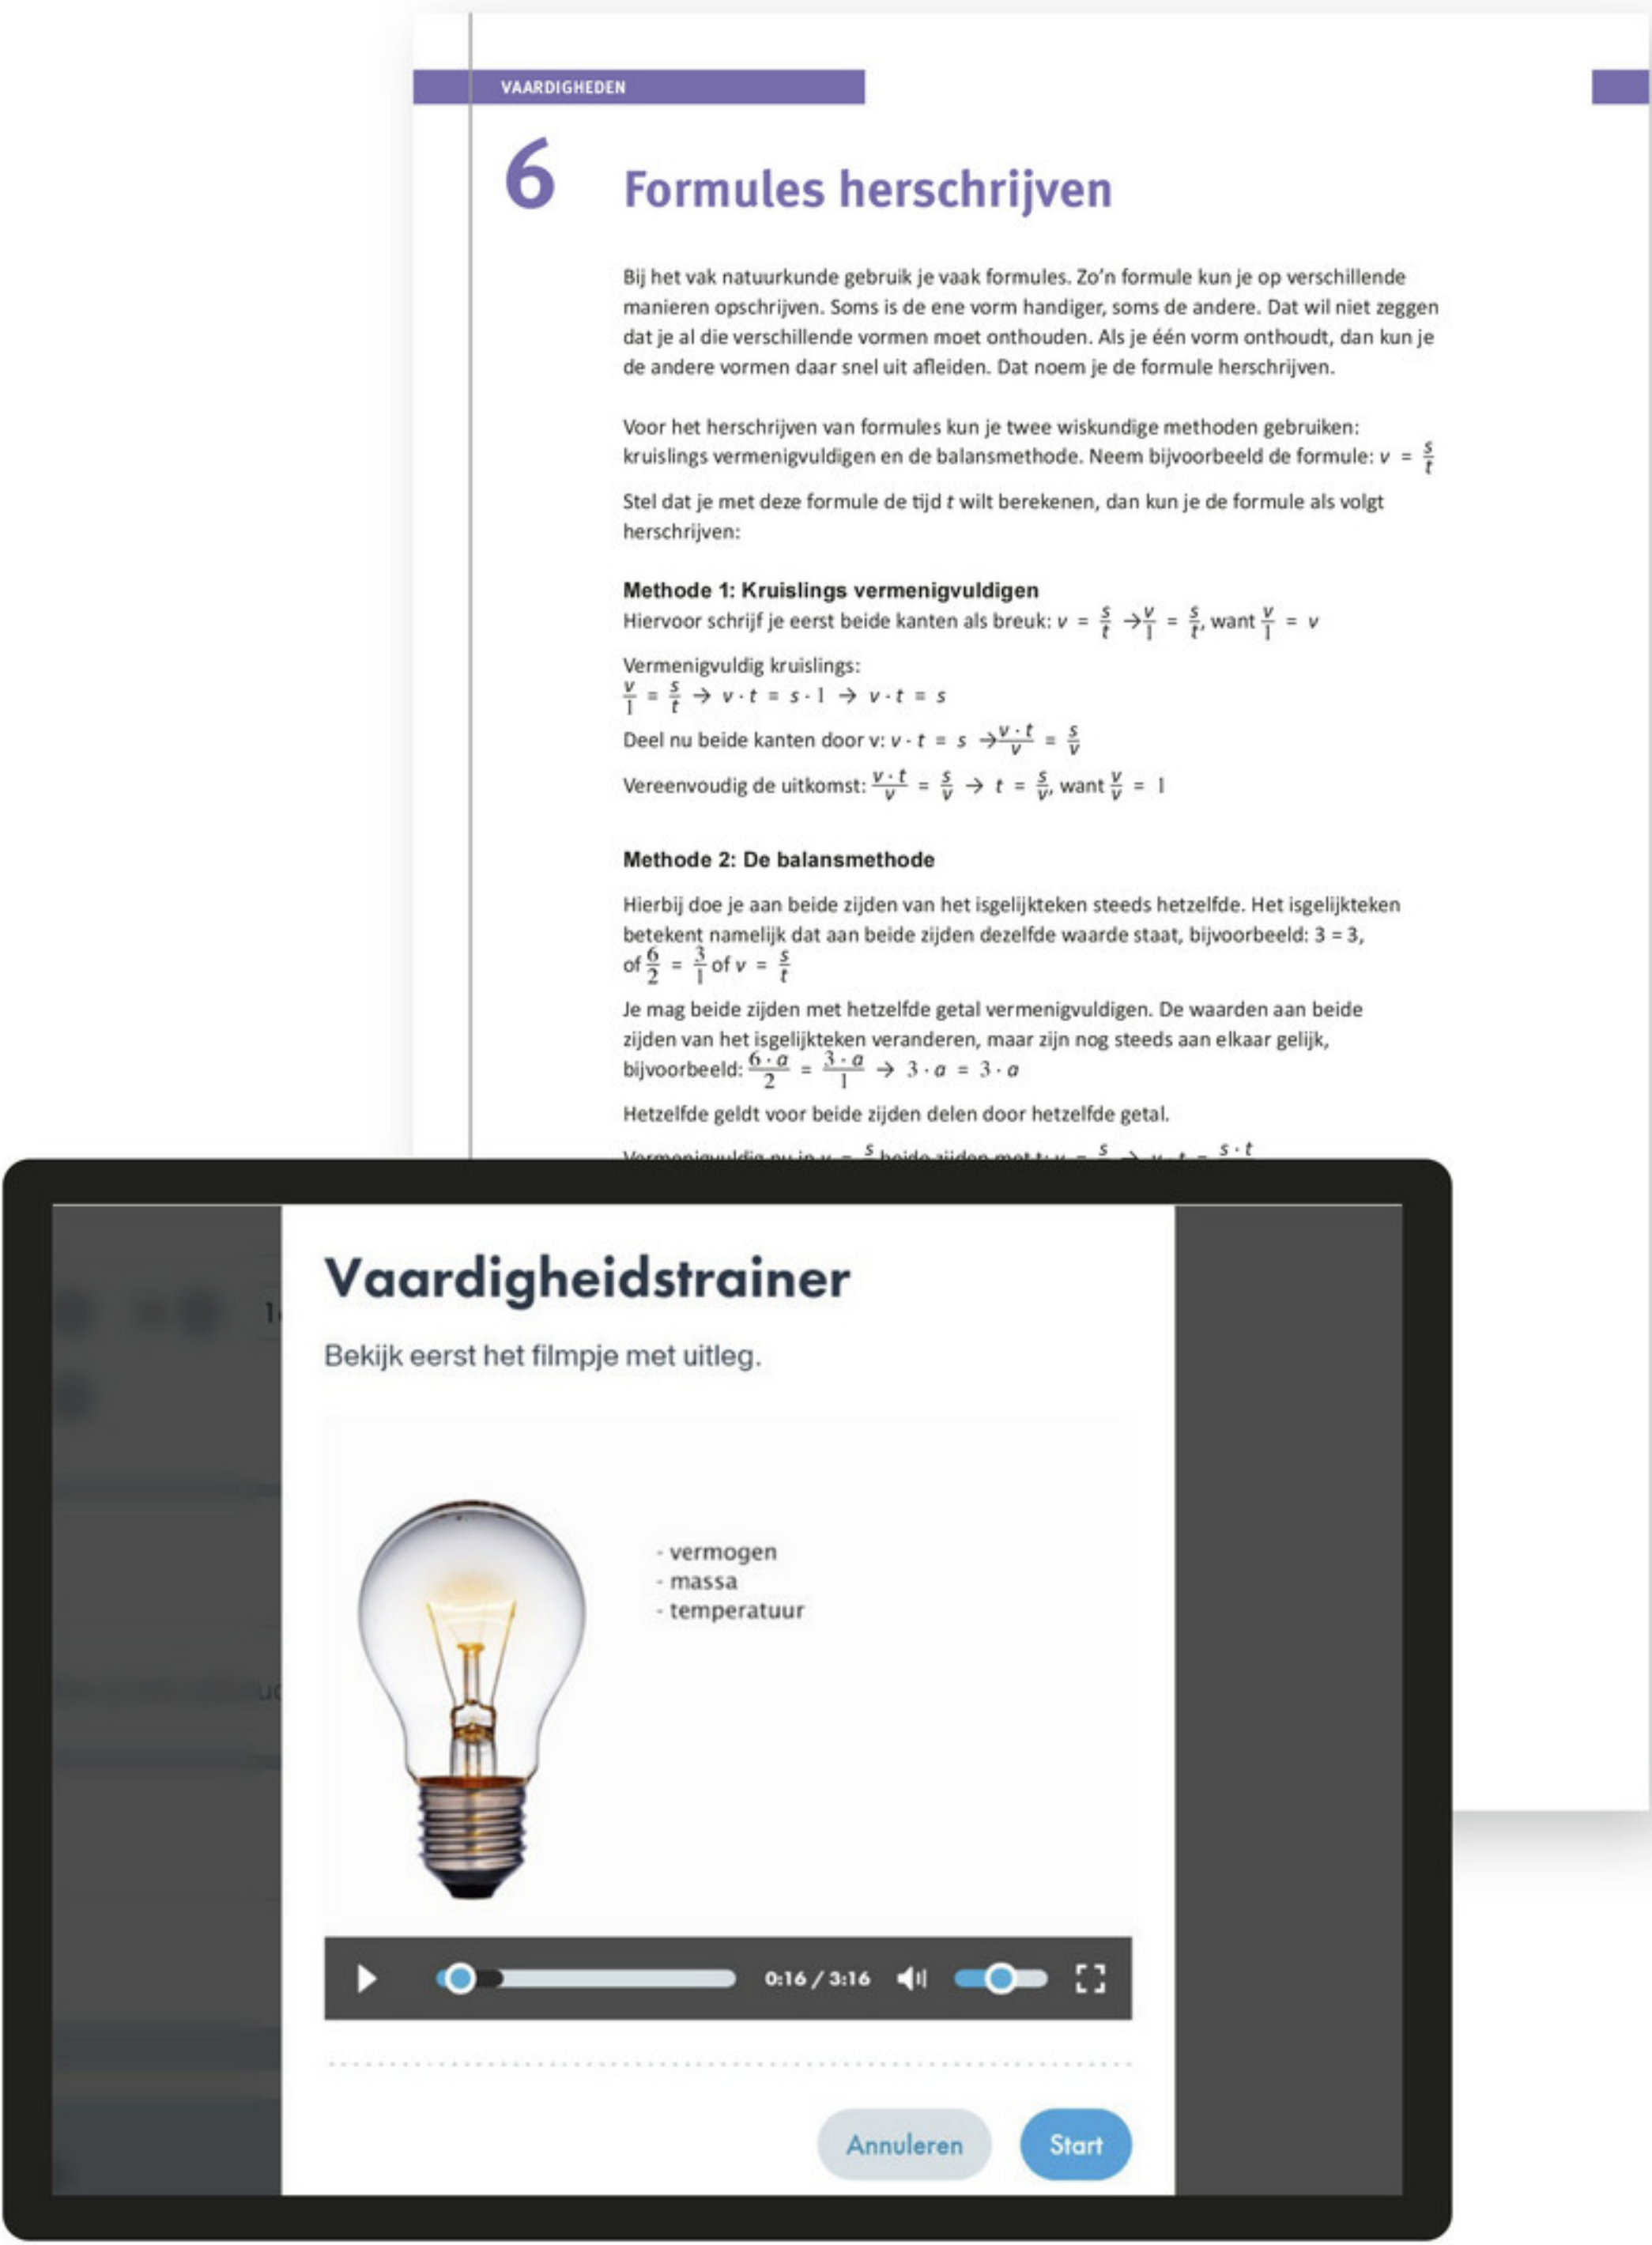 VAARDIGHEDEN
6 Formules herschrijven
Bij het vak natuurkunde gebruik je vaak formules. Zo'n formule kun je op verschillende
manieren opschrijven. Soms is de ene vorm handiger, soms de andere. Dat wil niet zeggen
dat je al die verschillende vormen moet onthouden. Als je één vorm onthoudt, dan kun je
de andere vormen daar snel uit afleiden. Dat noem je de formule herschrijven.
Voor het herschrijven van formules kun je twee wiskundige methoden gebruiken:
kruislings vermenigvuldigen en de balansmethode. Neem bijvoorbeeld de formule: v = s/t
Stel dat je met deze formule de tijd t wilt berekenen, dan kun je de formule als volgt
herschrijven:
Methode 1: Kruislings vermenigvuldigen
Hiervoor schrijf je eerst beide kanten als breuk: v = s/t → v/1 = s/t, want v/1 = v
Vermenigvuldig kruislings:
v/1 = s/t → v · t = s · 1 → v · t = s
Deel nu beide kanten door v: v · t = s → v · t/v = s/v
Vereenvoudig de uitkomst: v · t/v = s/v → t = s/v, want v/v = 1
Methode 2: De balansmethode
Hierbij doe je aan beide zijden van het isgelijkteken steeds hetzelfde. Het isgelijkteken
betekent namelijk dat aan beide zijden dezelfde waarde staat, bijvoorbeeld: 3 = 3,
of 6/2 = 3/1 of v = s/t
Je mag beide zijden met hetzelfde getal vermenigvuldigen. De waarden aan beide
zijden van het isgelijkteken veranderen, maar zijn nog steeds aan elkaar gelijk,
bijvoorbeeld: 6 · a/2 = 3 · a/1 → 3 · a = 3 · a
Hetzelfde geldt voor beide zijden delen door hetzelfde getal.
Vermenigvuldig nu in v = s beide zijden met t: v = s → v · t = s · t
Vaardigheidstrainer
Bekijk eerst het filmpje met uitleg.
- vermogen
- massa
- temperatuur
0:16 / 3:16
Annuleren
Start